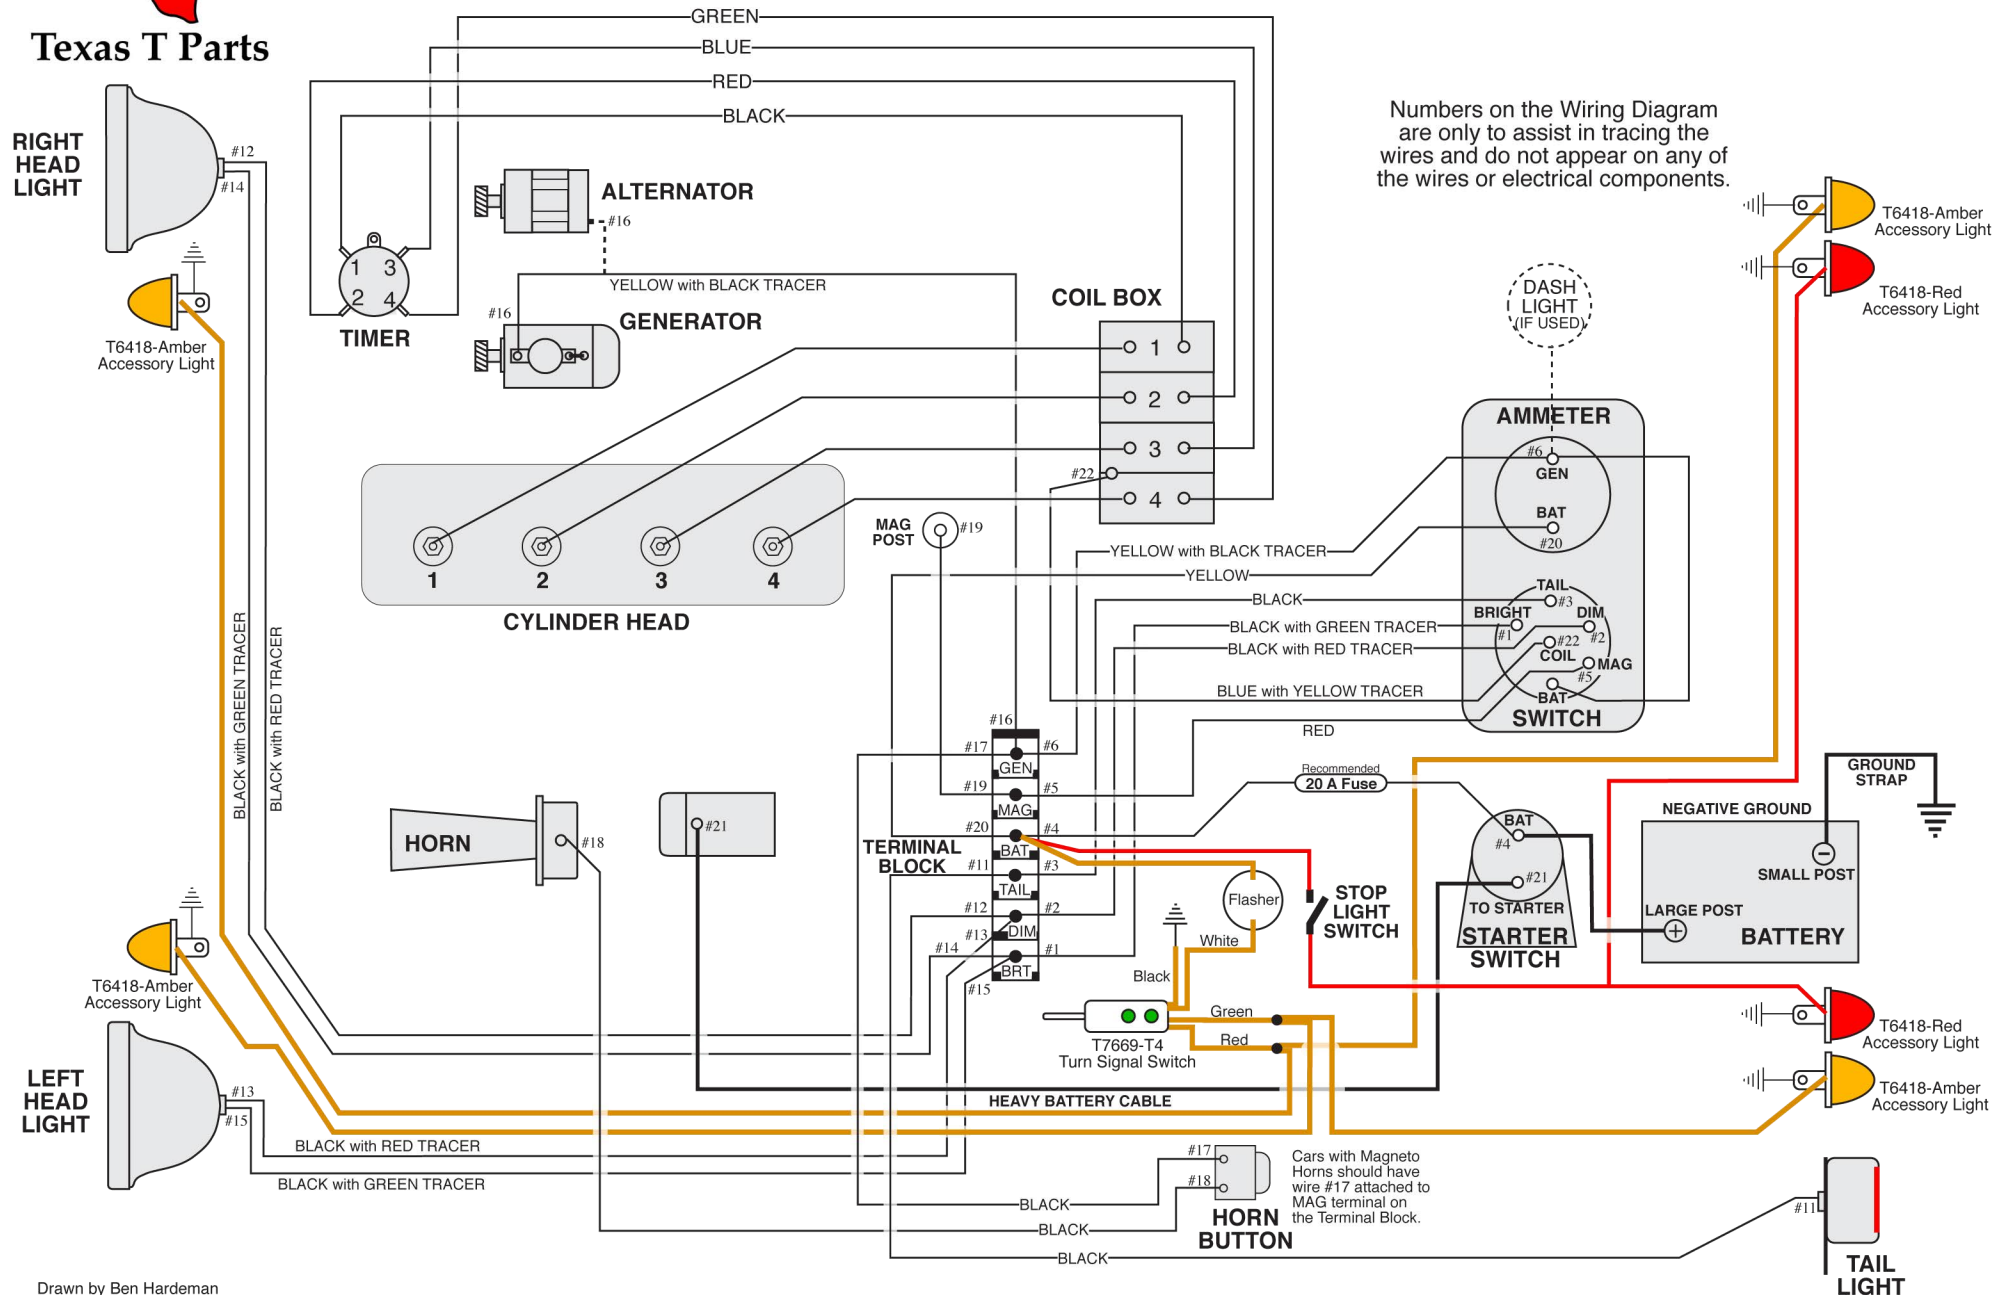 Texas T Parts
GREEN
BLUE
RED
BLACK
Numbers on the Wiring Diagram
are only to assist in tracing the
wires and do not appear on any of
the wires or electrical components.
RIGHT
HEAD
LIGHT
#12
#14
T6418-Amber
Accessory Light
1 3
2 4
TIMER
ALTERNATOR
#16
YELLOW with BLACK TRACER
#16
GENERATOR
COIL BOX
1
2
3
#22
4
DASH
LIGHT
(IF USED)
T6418-Amber
Accessory Light
T6418-Red
Accessory Light
AMMETER
#6
GEN
BAT
#20
TAIL
#3
BRIGHT
#1
DIM
#2
#22
COIL
MAG
#5
BAT
SWITCH
1
2
3
4
CYLINDER HEAD
MAG
POST
#19
YELLOW with BLACK TRACER
YELLOW
BLACK
BLACK with GREEN TRACER
BLACK with RED TRACER
BLUE with YELLOW TRACER
RED
BLACK with GREEN TRACER
BLACK with RED TRACER
HORN
#18
#21
TERMINAL
BLOCK
#16
#17
#6
GEN
#19
#5
MAG
#20
#4
BAT
#11
#3
TAIL
#12
#2
#13
DIM
#14
#1
BRT
#15
Recommended
20 A Fuse
Flasher
White
Black
Green
Red
T7669-T4
Turn Signal Switch
STOP
LIGHT
SWITCH
BAT
#4
#21
TO STARTER
STARTER
SWITCH
GROUND
STRAP
NEGATIVE GROUND
SMALL POST
LARGE POST
BATTERY
T6418-Amber
Accessory Light
LEFT
HEAD
LIGHT
#13
#15
BLACK with RED TRACER
BLACK with GREEN TRACER
HEAVY BATTERY CABLE
T6418-Red
Accessory Light
T6418-Amber
Accessory Light
#17
#18
HORN
BUTTON
Cars with Magneto
Horns should have
wire #17 attached to
MAG terminal on
the Terminal Block.
BLACK
BLACK
BLACK
#11
TAIL
LIGHT
Drawn by Ben Hardeman